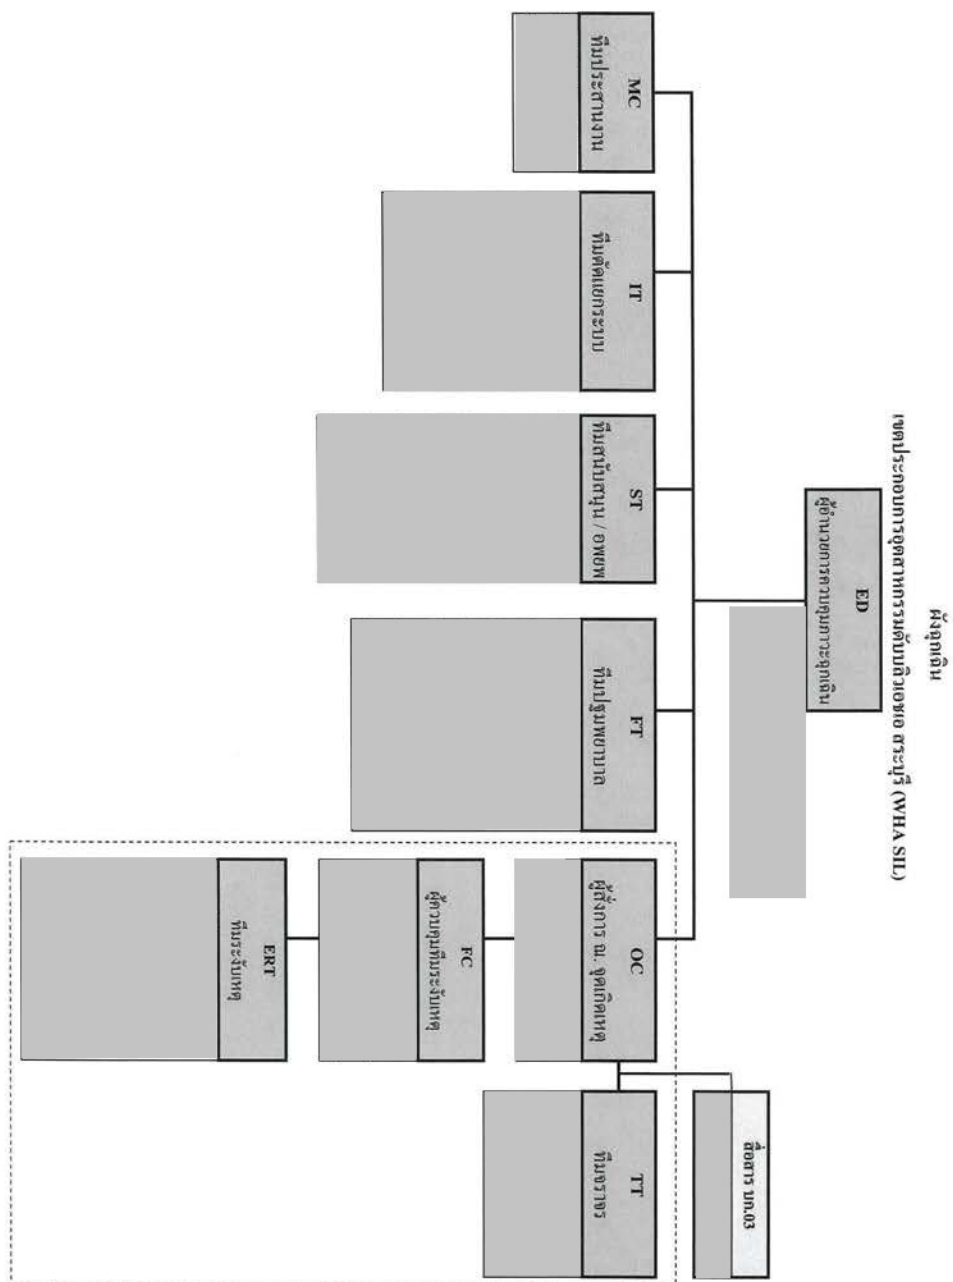 ผังฉุกเฉิน
เขตประกอบการอุตสาหกรรมดับบลิวเอชเอ สระบุรี (WHA SIL)
ED
ผู้อำนวยการควบคุมภาวะฉุกเฉิน
MC
ทีมประสานงาน
IT
ทีมตัดแยกระบบ
ST
ทีมสนับสนุน / อพยพ
FT
ทีมปฐมพยาบาล
OC
ผู้สั่งการ ณ. จุดเกิดเหตุ
สื่อสาร บก.03
TT
ทีมจราจร
FC
ผู้ควบคุมทีมระงับเหตุ
ERT
ทีมระงับเหตุ